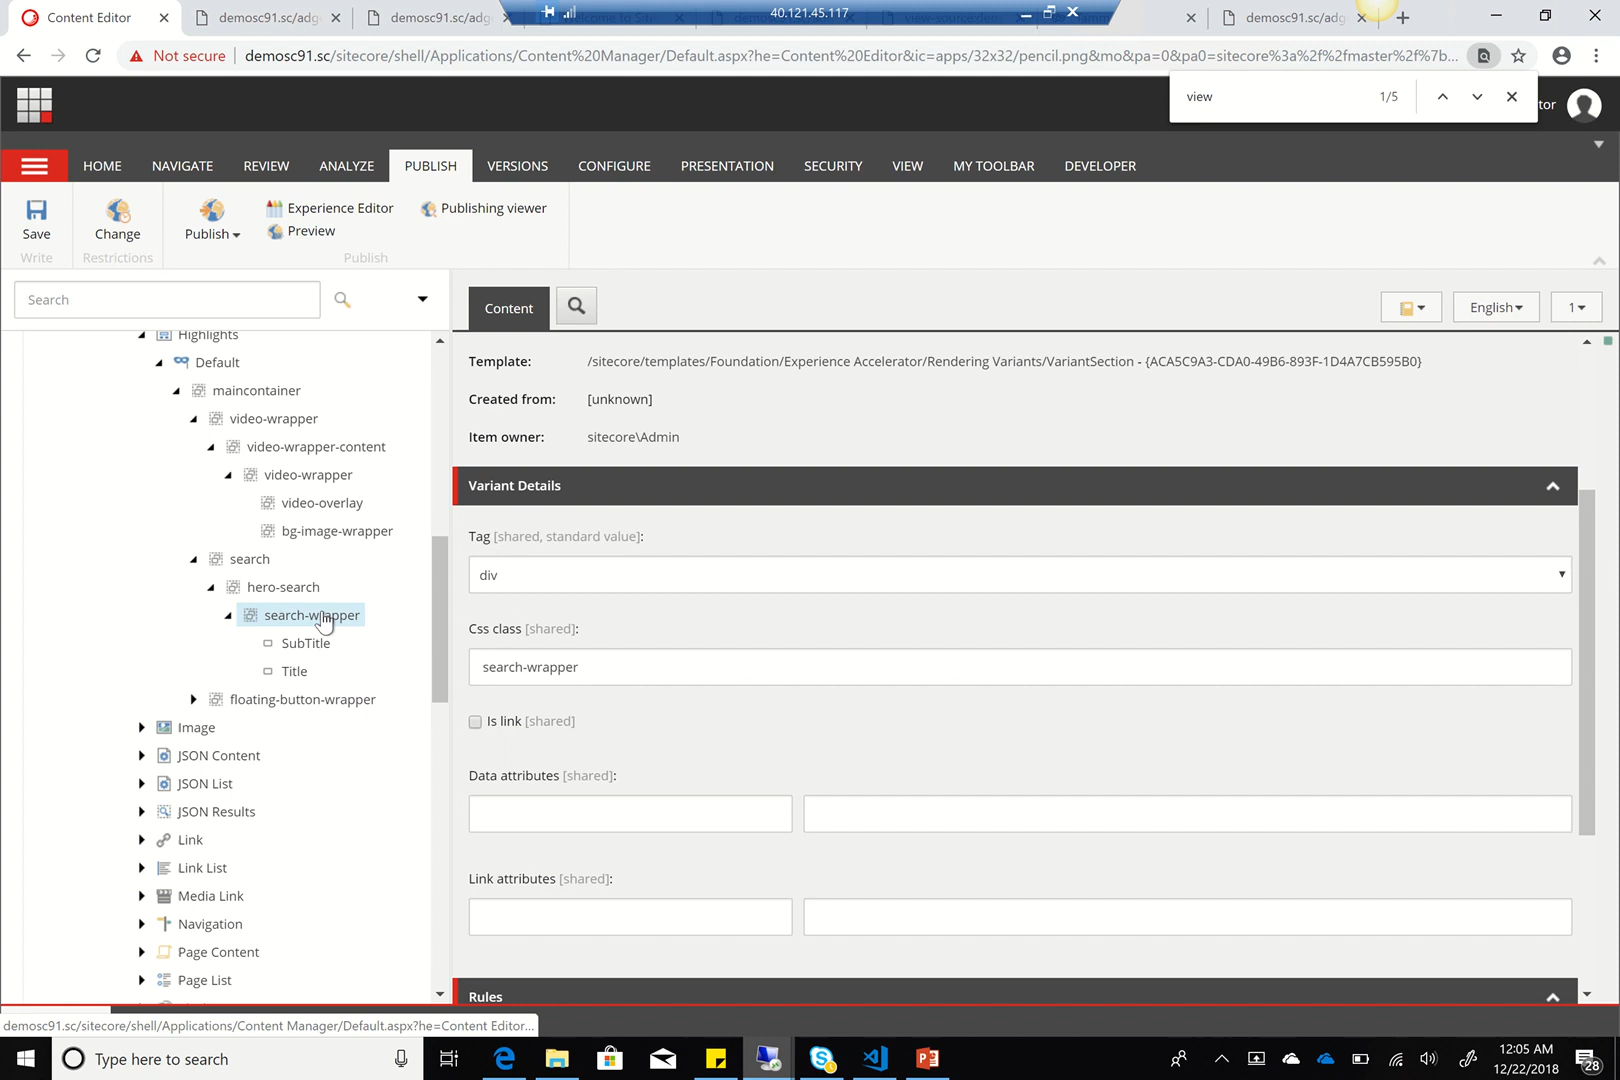 Content Editor
demosc91.sc/adg
demosc91.sc/adg
40.121.45.117
demosc91.sc/adg
Not secure
demosc91.sc/sitecore/shell/Applications/Content%20Manager/Default.aspx?he=Content%20Editor&ic=apps/32x32/pencil.png&mo&pa=0&pa0=sitecore%3a%2f%2fmaster%2f%7b...
view
1/5
tor
HOME
NAVIGATE
REVIEW
ANALYZE
PUBLISH
VERSIONS
CONFIGURE
PRESENTATION
SECURITY
VIEW
MY TOOLBAR
DEVELOPER
Save
Write
Change
Restrictions
Publish
Experience Editor
Preview
Publishing viewer
Publish
Search
Content
English
1
Highlights
Default
maincontainer
video-wrapper
video-wrapper-content
video-wrapper
video-overlay
bg-image-wrapper
search
hero-search
search-wrapper
SubTitle
Title
floating-button-wrapper
Image
JSON Content
JSON List
JSON Results
Link
Link List
Media Link
Navigation
Page Content
Page List
Template:
/sitecore/templates/Foundation/Experience Accelerator/Rendering Variants/VariantSection - {ACA5C9A3-CDA0-49B6-893F-1D4A7CB595B0}
Created from:
[unknown]
Item owner:
sitecore\Admin
Variant Details
Tag [shared, standard value]:
div
Css class [shared]:
search-wrapper
Is link [shared]
Data attributes [shared]:
Link attributes [shared]:
Rules
demosc91.sc/sitecore/shell/Applications/Content Manager/Default.aspx?he=Content Editor...
Type here to search
12:05 AM
12/22/2018
28